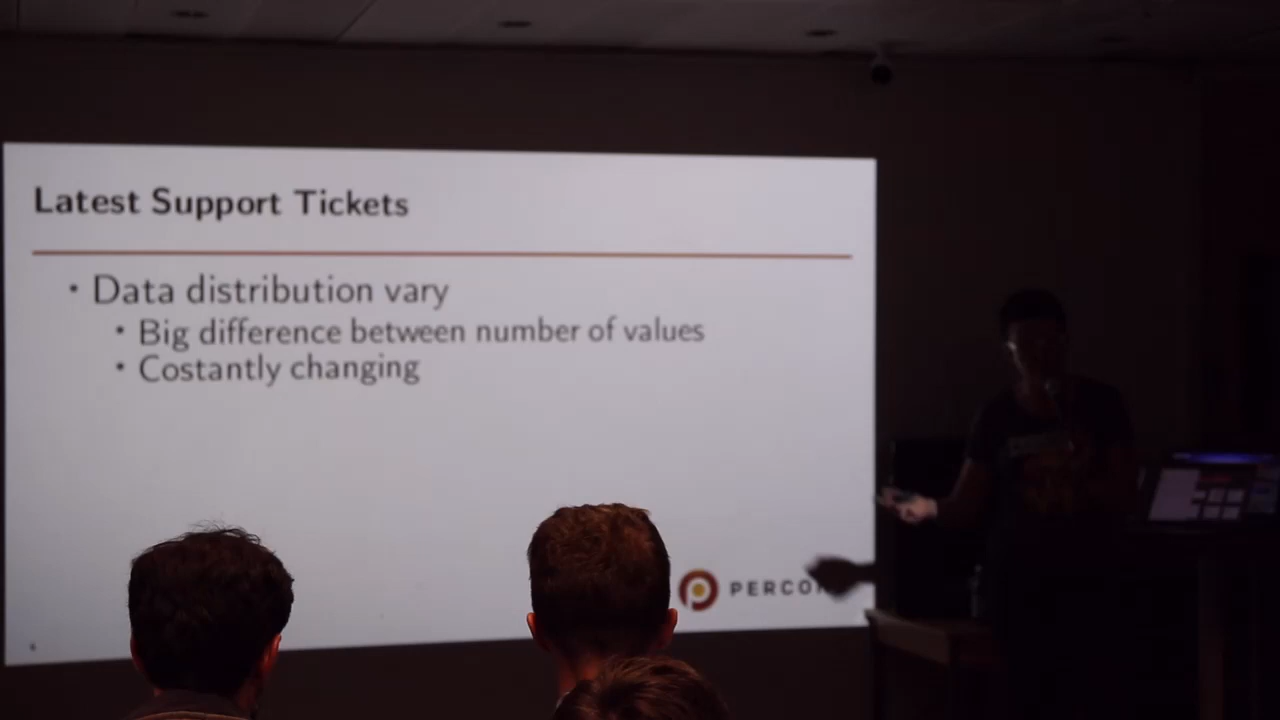 Latest Support Tickets
• Data distribution vary
• Big difference between number of values
• Costantly changing